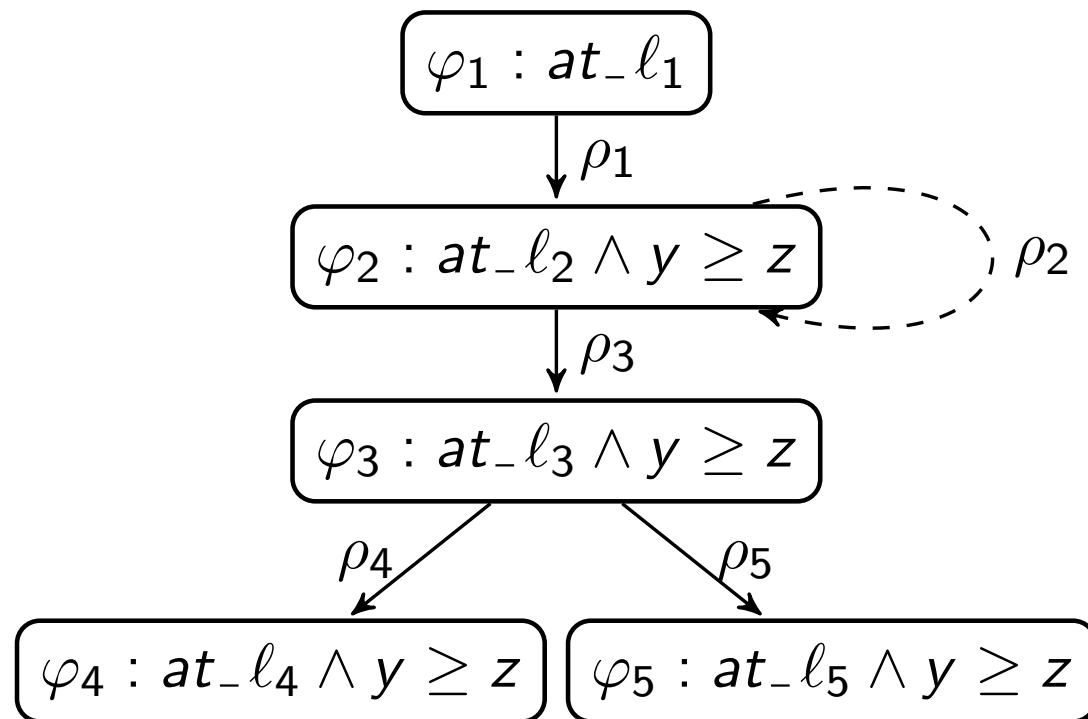 φ₁ : at_ℓ₁
ρ₁
φ₂ : at_ℓ₂ ∧ y ≥ z
ρ₂
ρ₃
φ₃ : at_ℓ₃ ∧ y ≥ z
ρ₄ ρ₅
φ₄ : at_ℓ₄ ∧ y ≥ z φ₅ : at_ℓ₅ ∧ y ≥ z